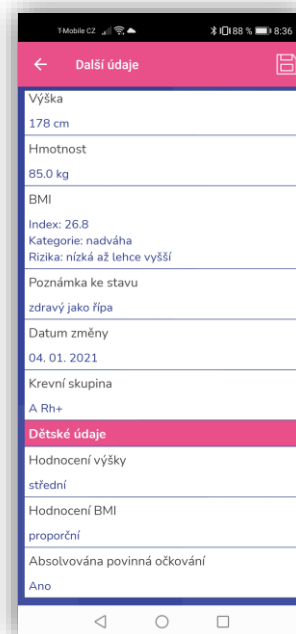 T-Mobile CZ 88 % 8:36
Další údaje
Výška
178 cm
Hmotnost
85.0 kg
BMI
Index: 26.8
Kategorie: nadváha
Rizika: nízká až lehce vyšší
Poznámka ke stavu
zdravý jako řípa
Datum změny
04. 01. 2021
Krevní skupina
A Rh+
Dětské údaje
Hodnocení výšky
střední
Hodnocení BMI
proporční
Absolvována povinná očkování
Ano